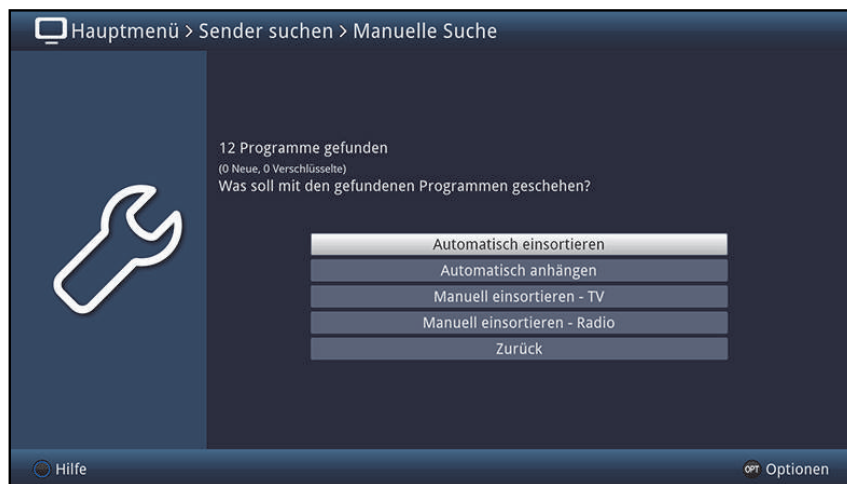 Hauptmenü > Sender suchen > Manuelle Suche
12 Programme gefunden
(0 Neue, 0 Verschlüsselte)
Was soll mit den gefundenen Programmen geschehen?
Automatisch einsortieren
Automatisch anhängen
Manuell einsortieren - TV
Manuell einsortieren - Radio
Zurück
Hilfe
OPT Optionen